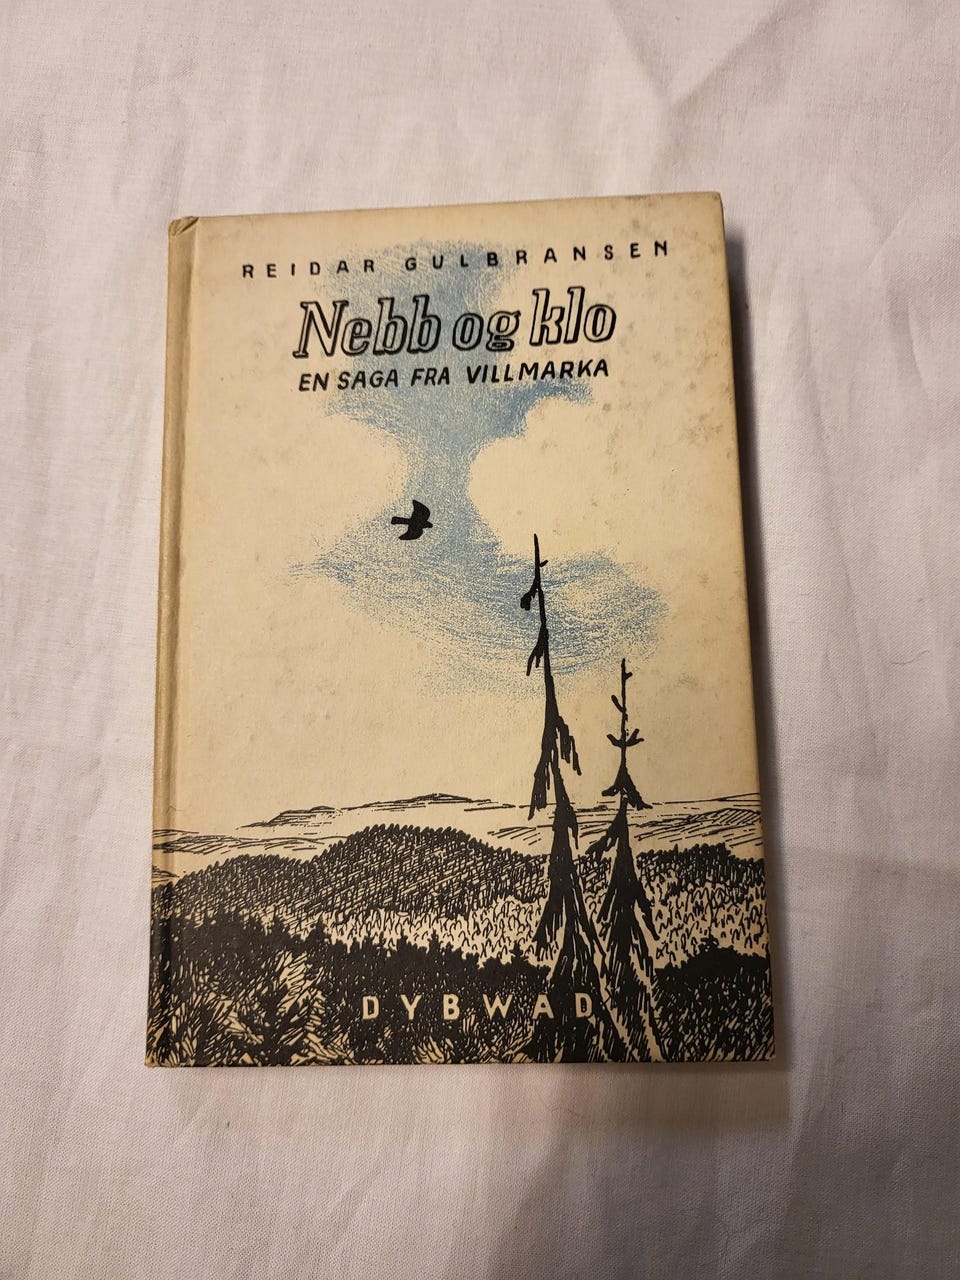 REIDAR GULBRANSEN
Nebb og klo
EN SAGA FRA VILLMARKA
DYBWAD